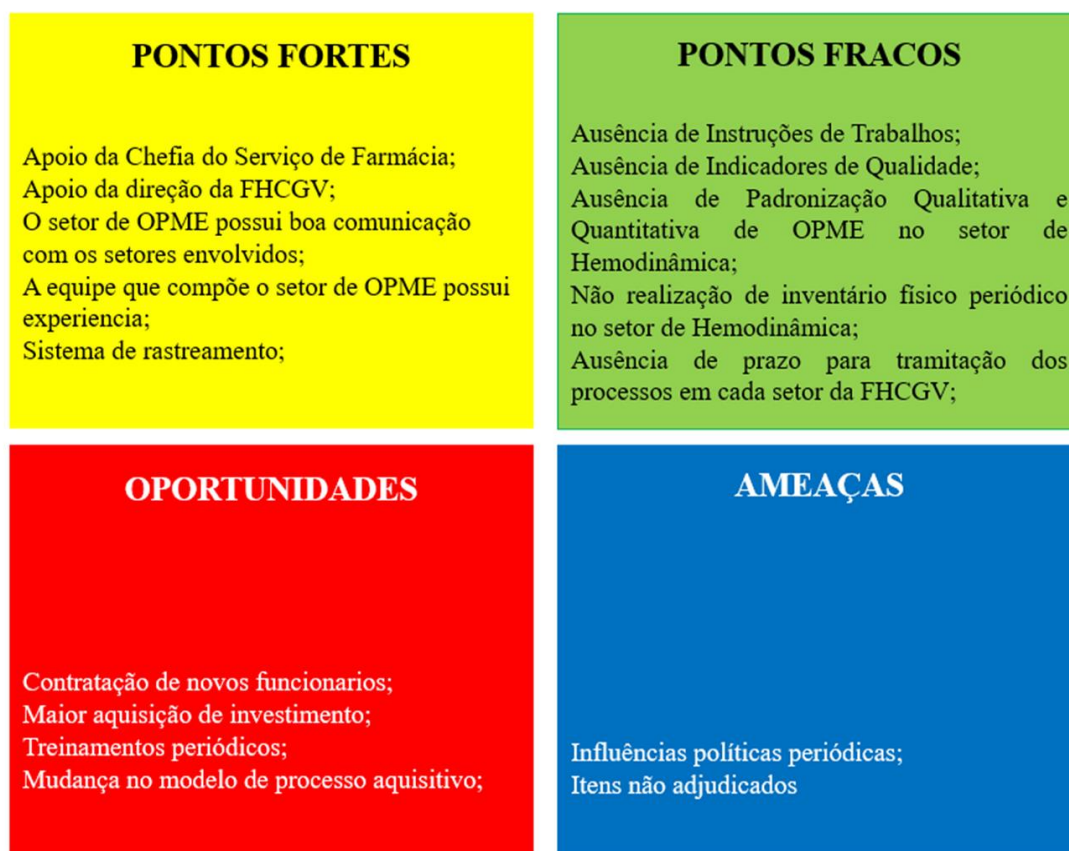 PONTOS FORTES
Apoio da Chefia do Serviço de Farmácia;
Apoio da direção da FHCGV;
O setor de OPME possui boa comunicação
com os setores envolvidos;
A equipe que compõe o setor de OPME possui
experiencia;
Sistema de rastreamento;
PONTOS FRACOS
Ausência de Instruções de Trabalhos;
Ausência de Indicadores de Qualidade;
Ausência de Padronização Qualitativa e
Quantitativa de OPME no setor de
Hemodinâmica;
Não realização de inventário físico periódico
no setor de Hemodinâmica;
Ausência de prazo para tramitação dos
processos em cada setor da FHCGV;
OPORTUNIDADES
Contratação de novos funcionarios;
Maior aquisição de investimento;
Treinamentos periódicos;
Mudança no modelo de processo aquisitivo;
AMEAÇAS
Influências políticas periódicas;
Itens não adjudicados